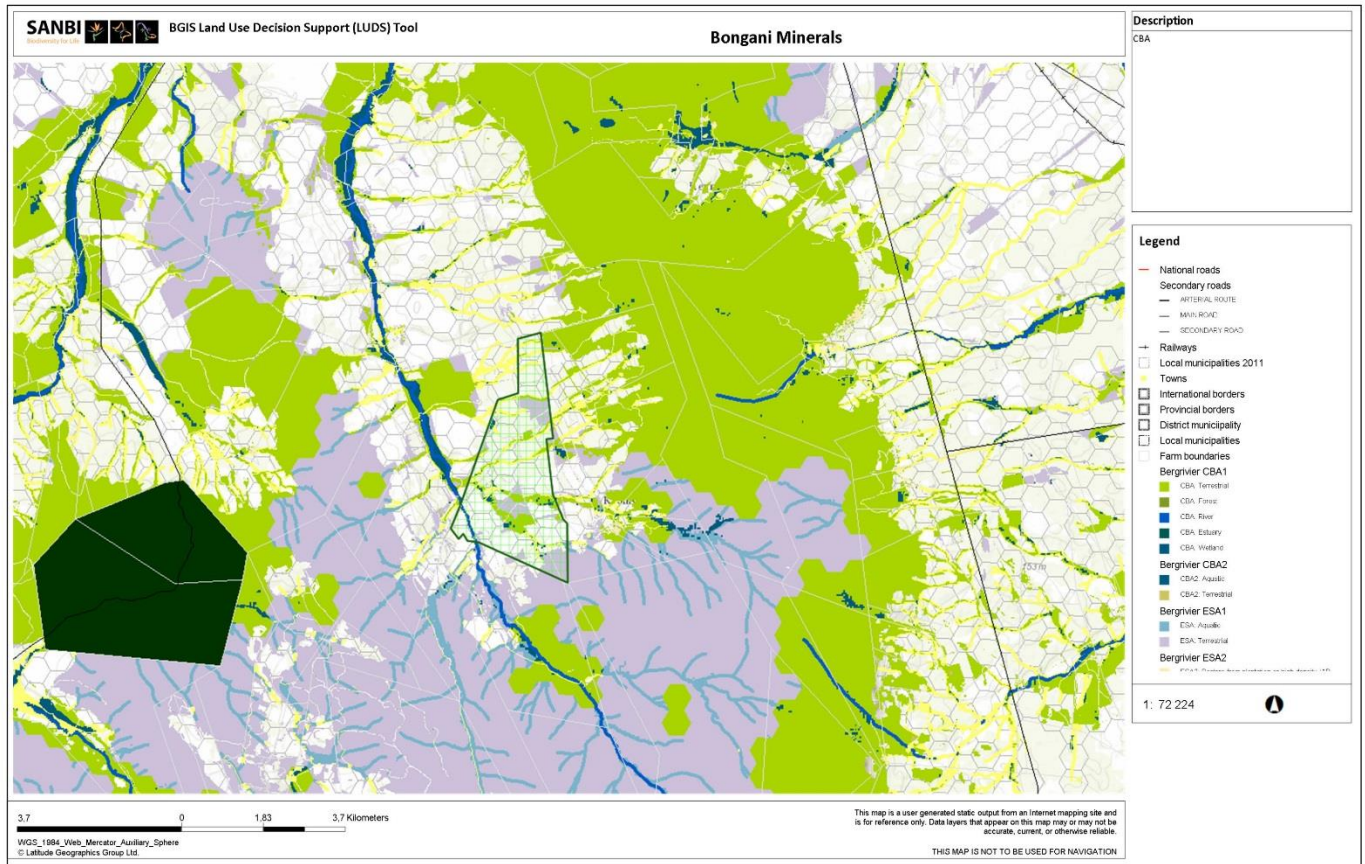 SANBI
Biodiversity for Life
BGIS Land Use Decision Support (LUDS) Tool
Bongani Minerals
Description
CBA
153m
Legend
National roads
Secondary roads
ARTERIAL ROUTE
MAIN ROAD
SECONDARY ROAD
Railways
Local municipalities 2011
Towns
International borders
Provincial borders
District municipality
Local municipalities
Farm boundaries
Bergrivier CBA1
CBA: Terrestrial
CBA: Forest
CBA: River
CBA: Estuary
CBA: Wetland
Bergrivier CBA2
CBA2: Aquatic
CBA2: Terrestrial
Bergrivier ESA1
ESA: Aquatic
ESA: Terrestrial
Bergrivier ESA2
1: 72 224
3,7 0 1,83 3,7 Kilometers
WGS_1984_Web_Mercator_Auxiliary_Sphere
© Latitude Geographics Group Ltd.
This map is a user generated static output from an Internet mapping site and
is for reference only. Data layers that appear on this map may or may not be
accurate, current, or otherwise reliable.
THIS MAP IS NOT TO BE USED FOR NAVIGATION